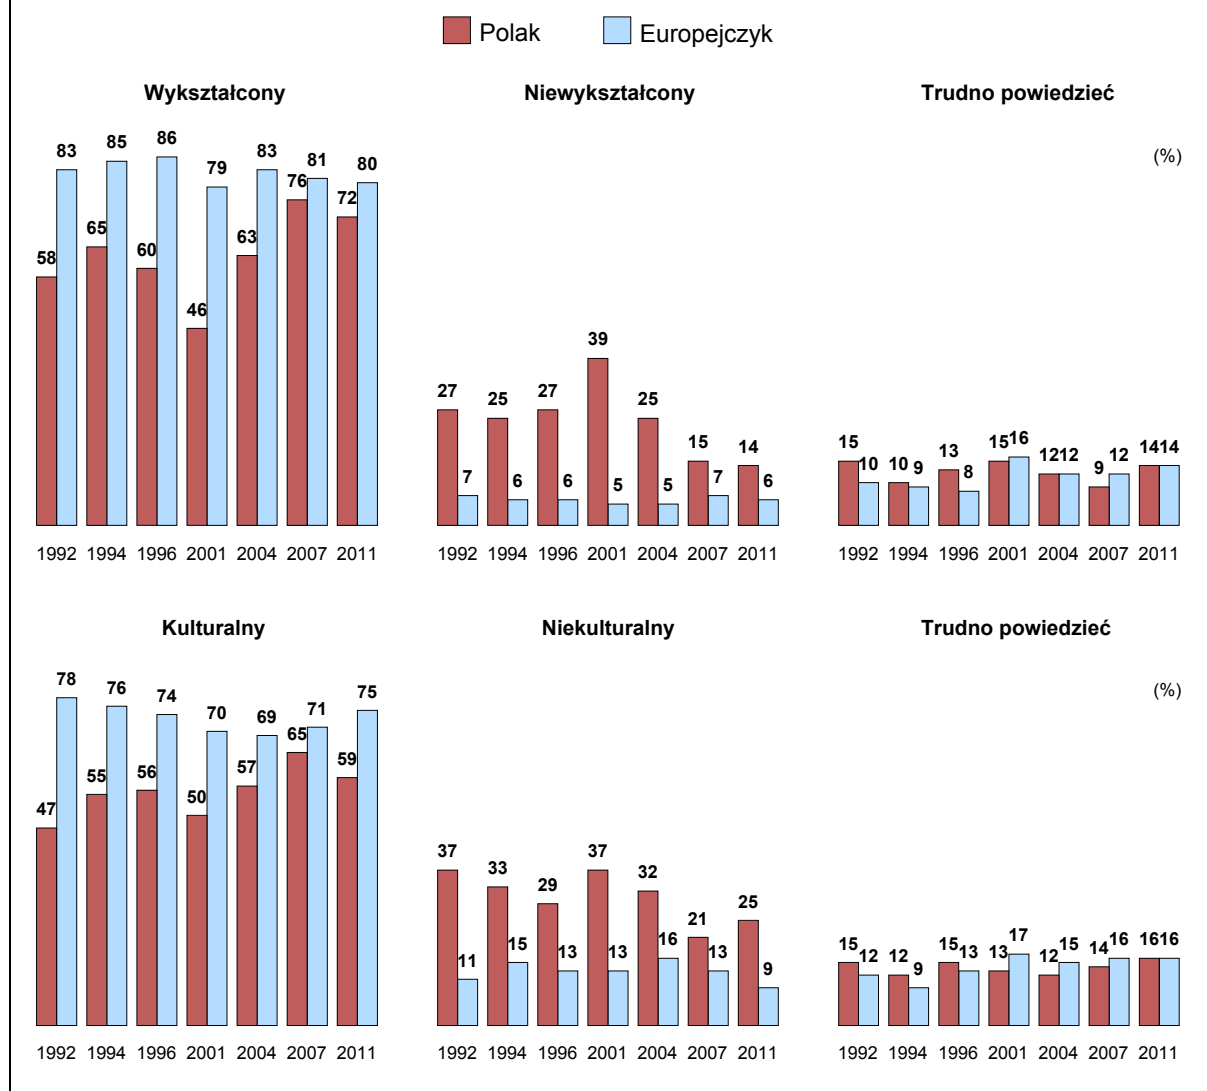 Polak Europejczyk
Wykształcony Niewykształcony Trudno powiedzieć
(%)
58 83 65 85 60 86 46 79 63 83 76 81 72 80
27 7 25 6 27 6 39 5 25 5 15 7 14 6
15 10 10 9 13 8 15 16 12 12 9 12 14 14
1992 1994 1996 2001 2004 2007 2011 1992 1994 1996 2001 2004 2007 2011 1992 1994 1996 2001 2004 2007 2011
Kulturalny Niekulturalny Trudno powiedzieć
(%)
47 78 55 76 56 74 50 70 57 69 65 71 59 75
37 11 33 15 29 13 37 13 32 16 21 13 25 9
15 12 12 9 15 13 13 17 12 15 14 16 16 16
1992 1994 1996 2001 2004 2007 2011 1992 1994 1996 2001 2004 2007 2011 1992 1994 1996 2001 2004 2007 2011